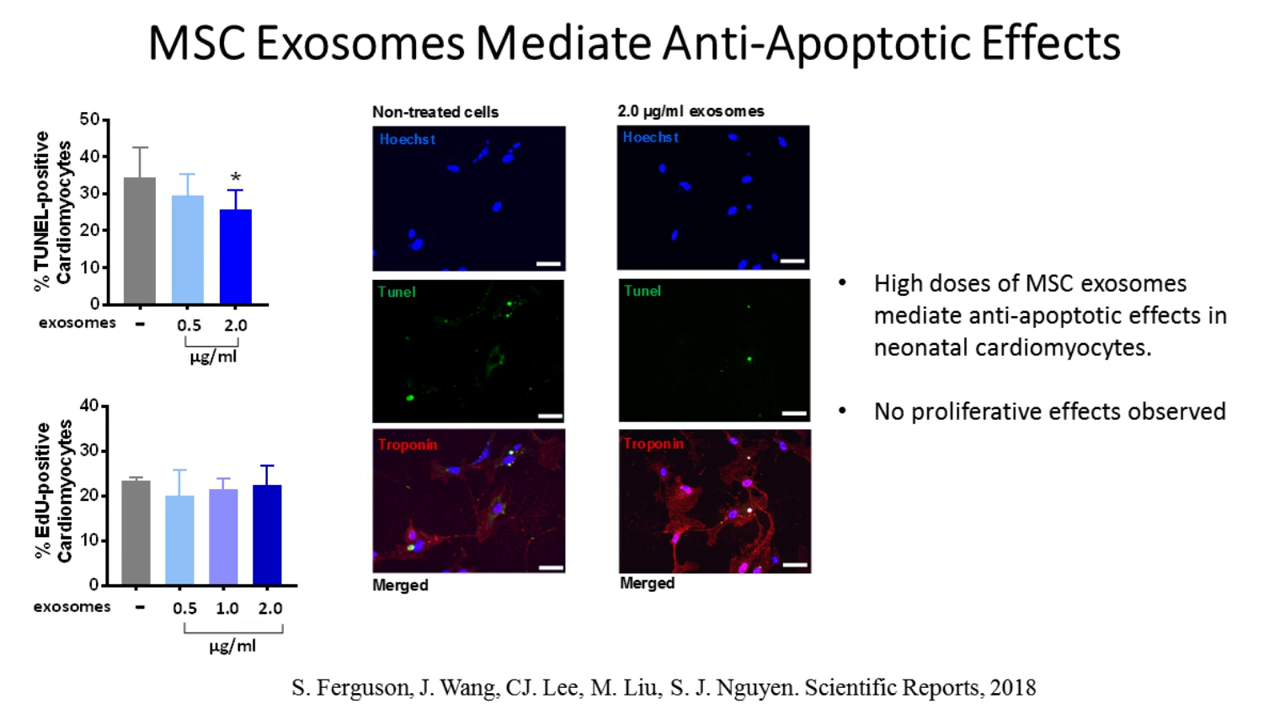 MSC Exosomes Mediate Anti-Apoptotic Effects
% TUNEL-positive
Cardiomyocytes
50
40
30
20
10
0
*
exosomes - 0.5 2.0
μg/ml
% EdU-positive
Cardiomyocytes
40
30
20
10
0
exosomes - 0.5 1.0 2.0
μg/ml
Non-treated cells
Hoechst
Tunel
Troponin
Merged
2.0 μg/ml exosomes
Hoechst
Tunel
Troponin
Merged
• High doses of MSC exosomes
mediate anti-apoptotic effects in
neonatal cardiomyocytes.
• No proliferative effects observed
S. Ferguson, J. Wang, CJ. Lee, M. Liu, S. J. Nguyen. Scientific Reports, 2018